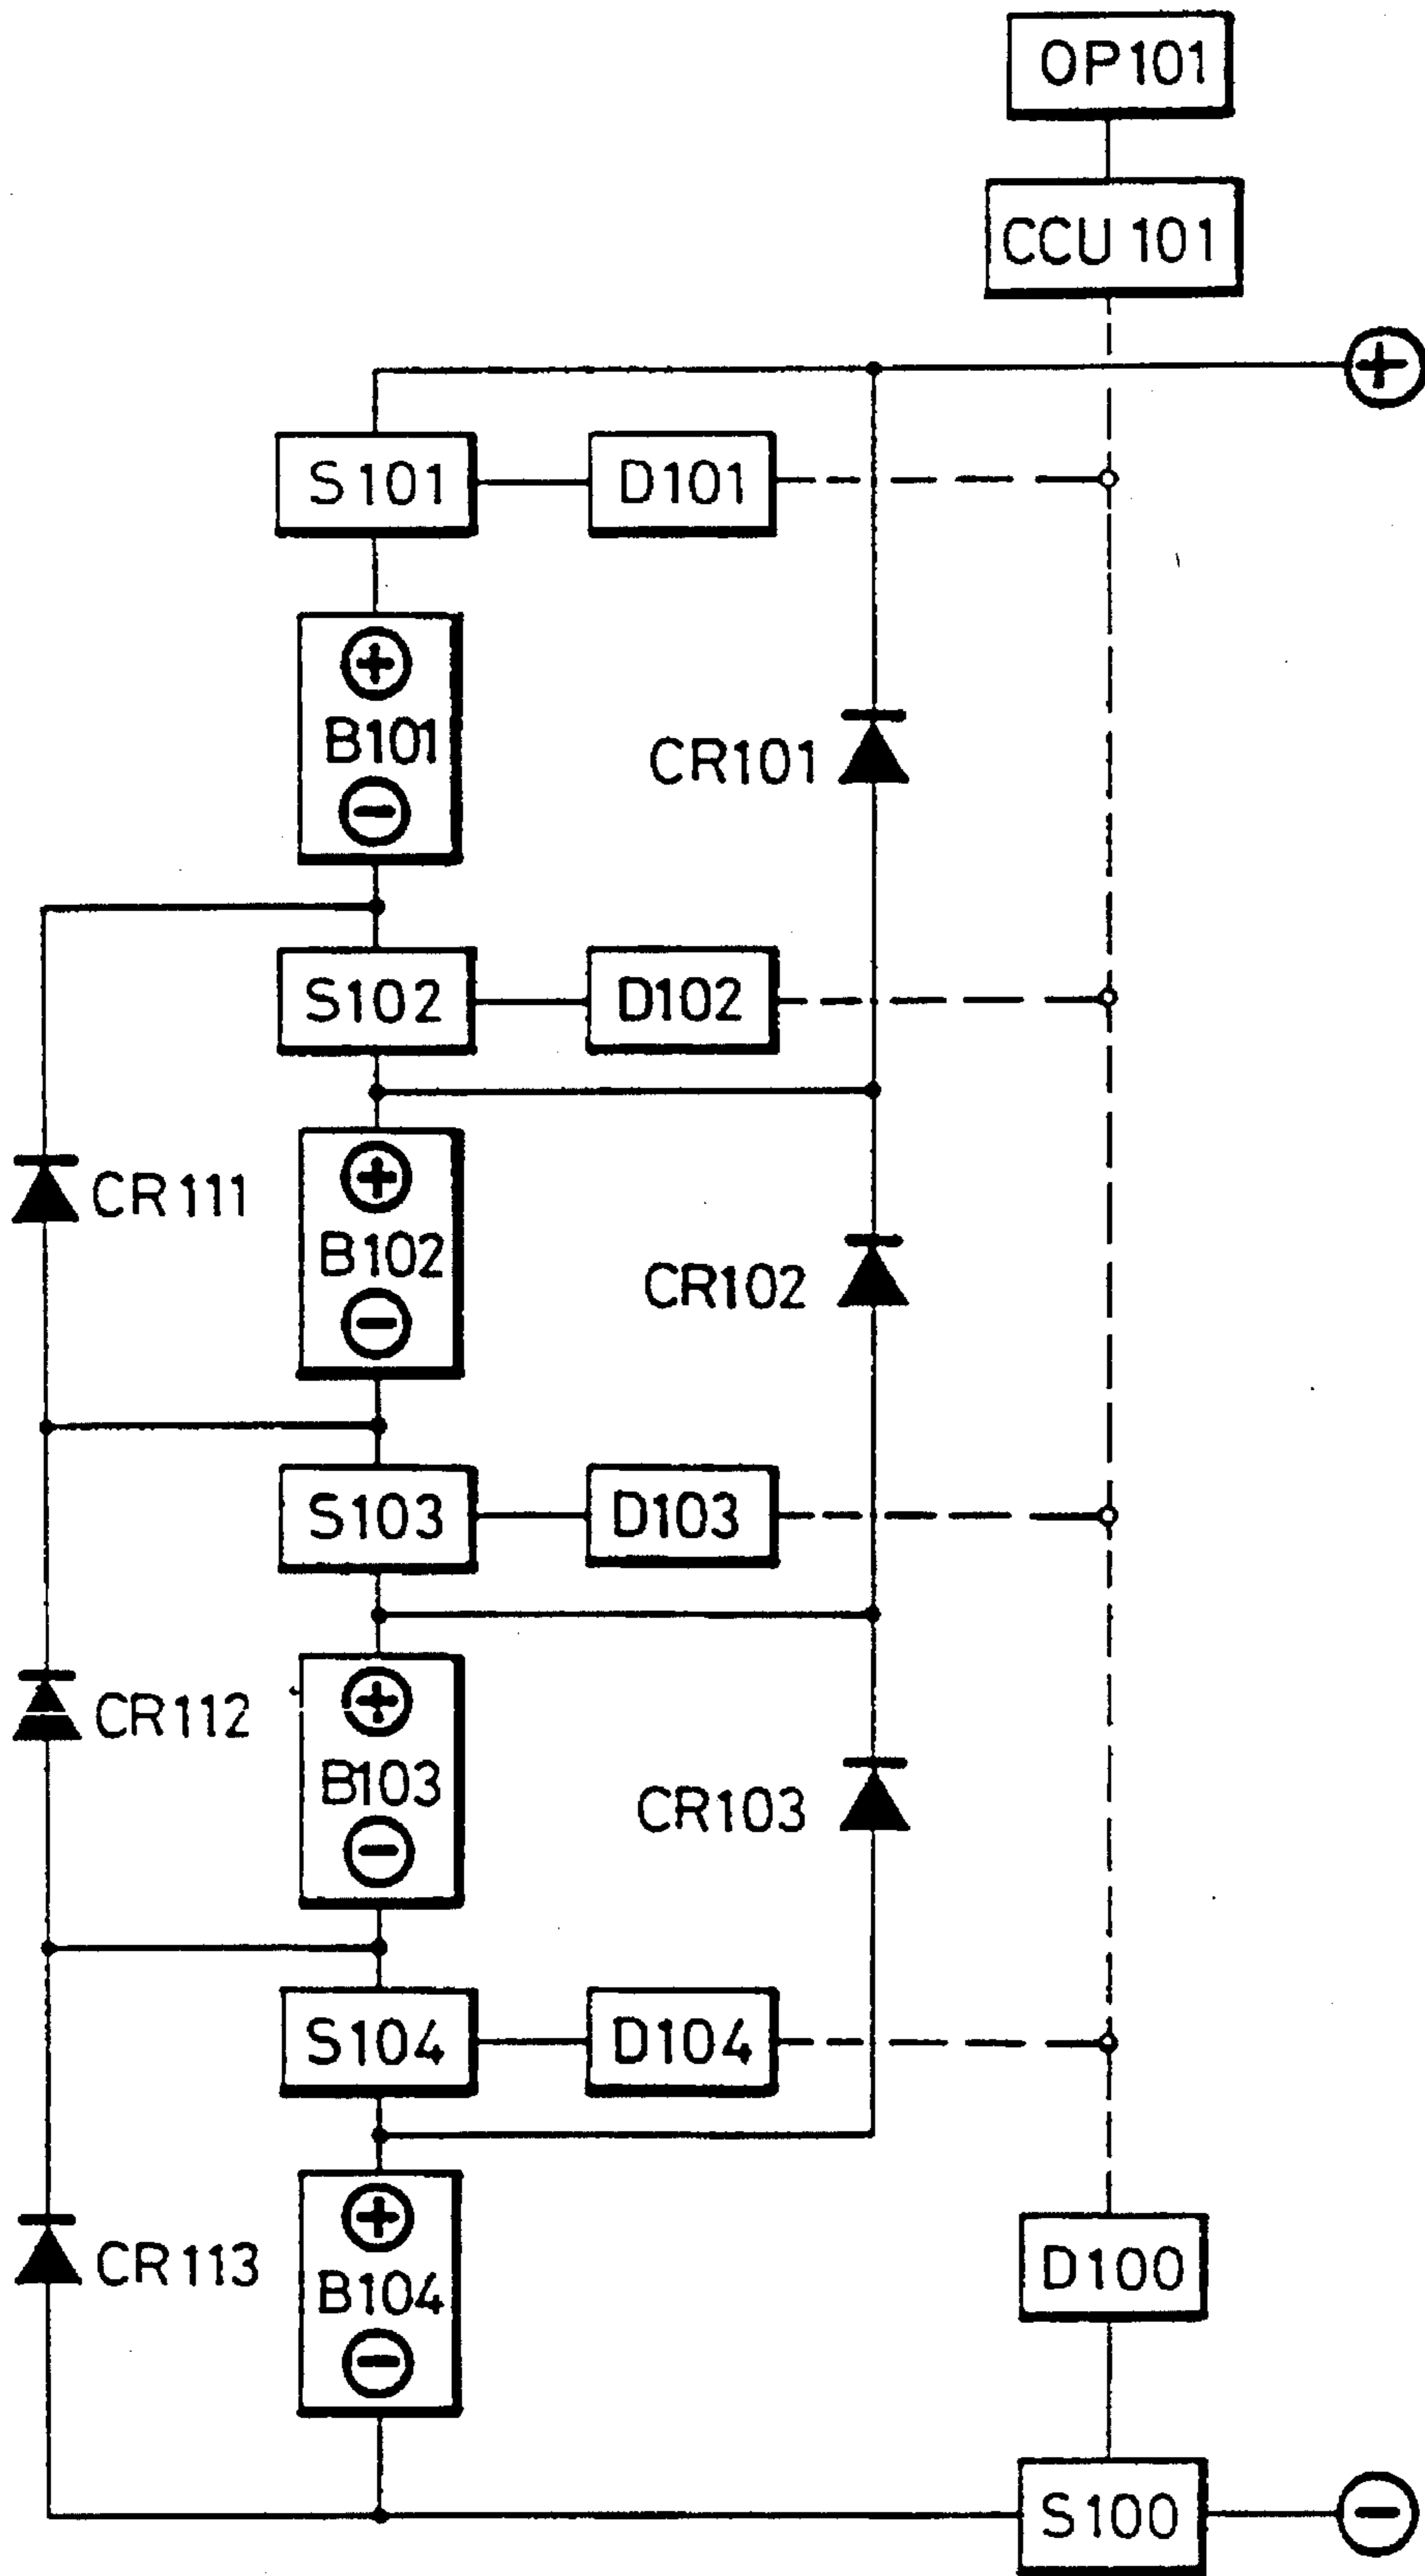 OP101
CCU 101
+
S101
D101
+
B101
−
CR101
S102
D102
+
B102
−
CR111
CR102
S103
D103
+
B103
−
CR112
CR103
S104
D104
+
B104
−
CR113
D100
S100
−